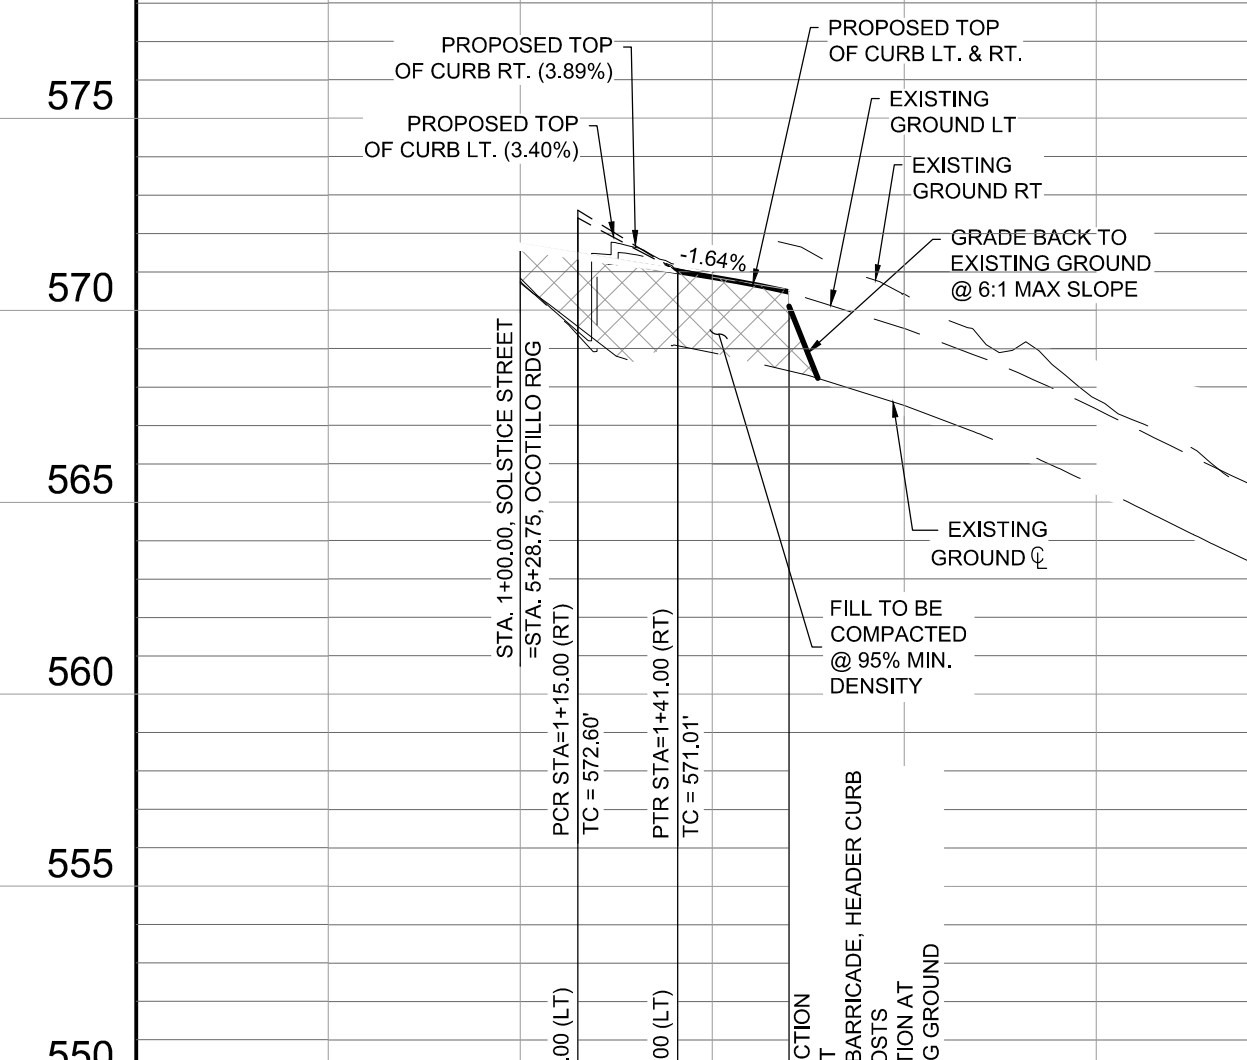 575
570
565
560
555
550
PROPOSED TOP
OF CURB RT. (3.89%)
PROPOSED TOP
OF CURB LT. (3.40%)
PROPOSED TOP
OF CURB LT. & RT.
EXISTING
GROUND LT
EXISTING
GROUND RT
GRADE BACK TO
EXISTING GROUND
@ 6:1 MAX SLOPE
-1.64%
EXISTING
GROUND ℄
FILL TO BE
COMPACTED
@ 95% MIN.
DENSITY
STA. 1+00.00, SOLSTICE STREET
=STA. 5+28.75, OCOTILLO RDG
PCR STA=1+15.00 (RT)
TC = 572.60'
PTR STA=1+41.00 (RT)
TC = 571.01'
.00 (LT)
00 (LT)
CTION
T
BARRICADE, HEADER CURB
OSTS
TION AT
G GROUND